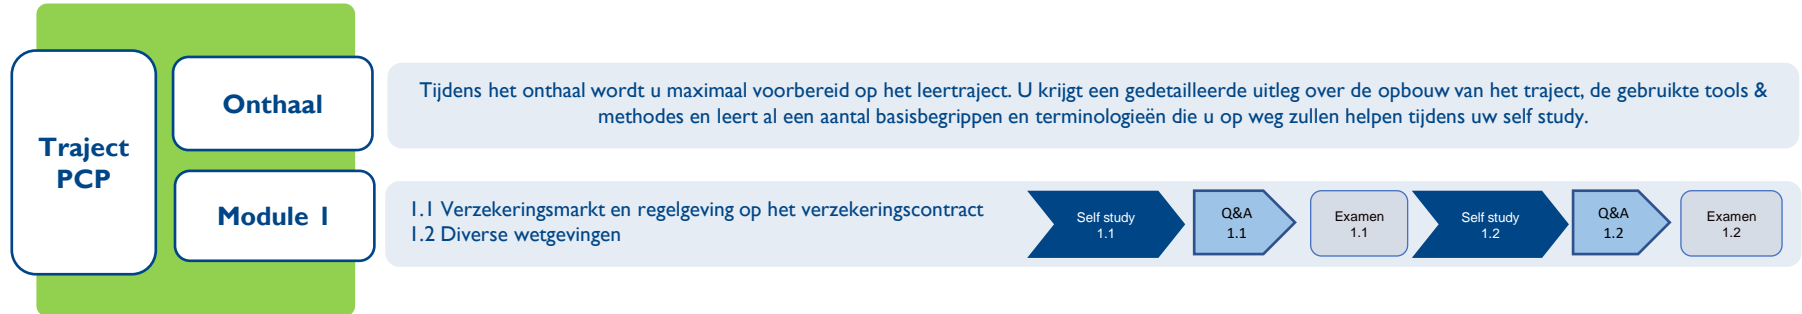 Traject
PCP
Onthaal
Tijdens het onthaal wordt u maximaal voorbereid op het leertraject. U krijgt een gedetailleerde uitleg over de opbouw van het traject, de gebruikte tools &
methodes en leert al een aantal basisbegrippen en terminologieën die u op weg zullen helpen tijdens uw self study.
Module 1
1.1 Verzekeringsmarkt en regelgeving op het verzekeringscontract
1.2 Diverse wetgevingen
Self study
1.1
Q&A
1.1
Examen
1.1
Self study
1.2
Q&A
1.2
Examen
1.2